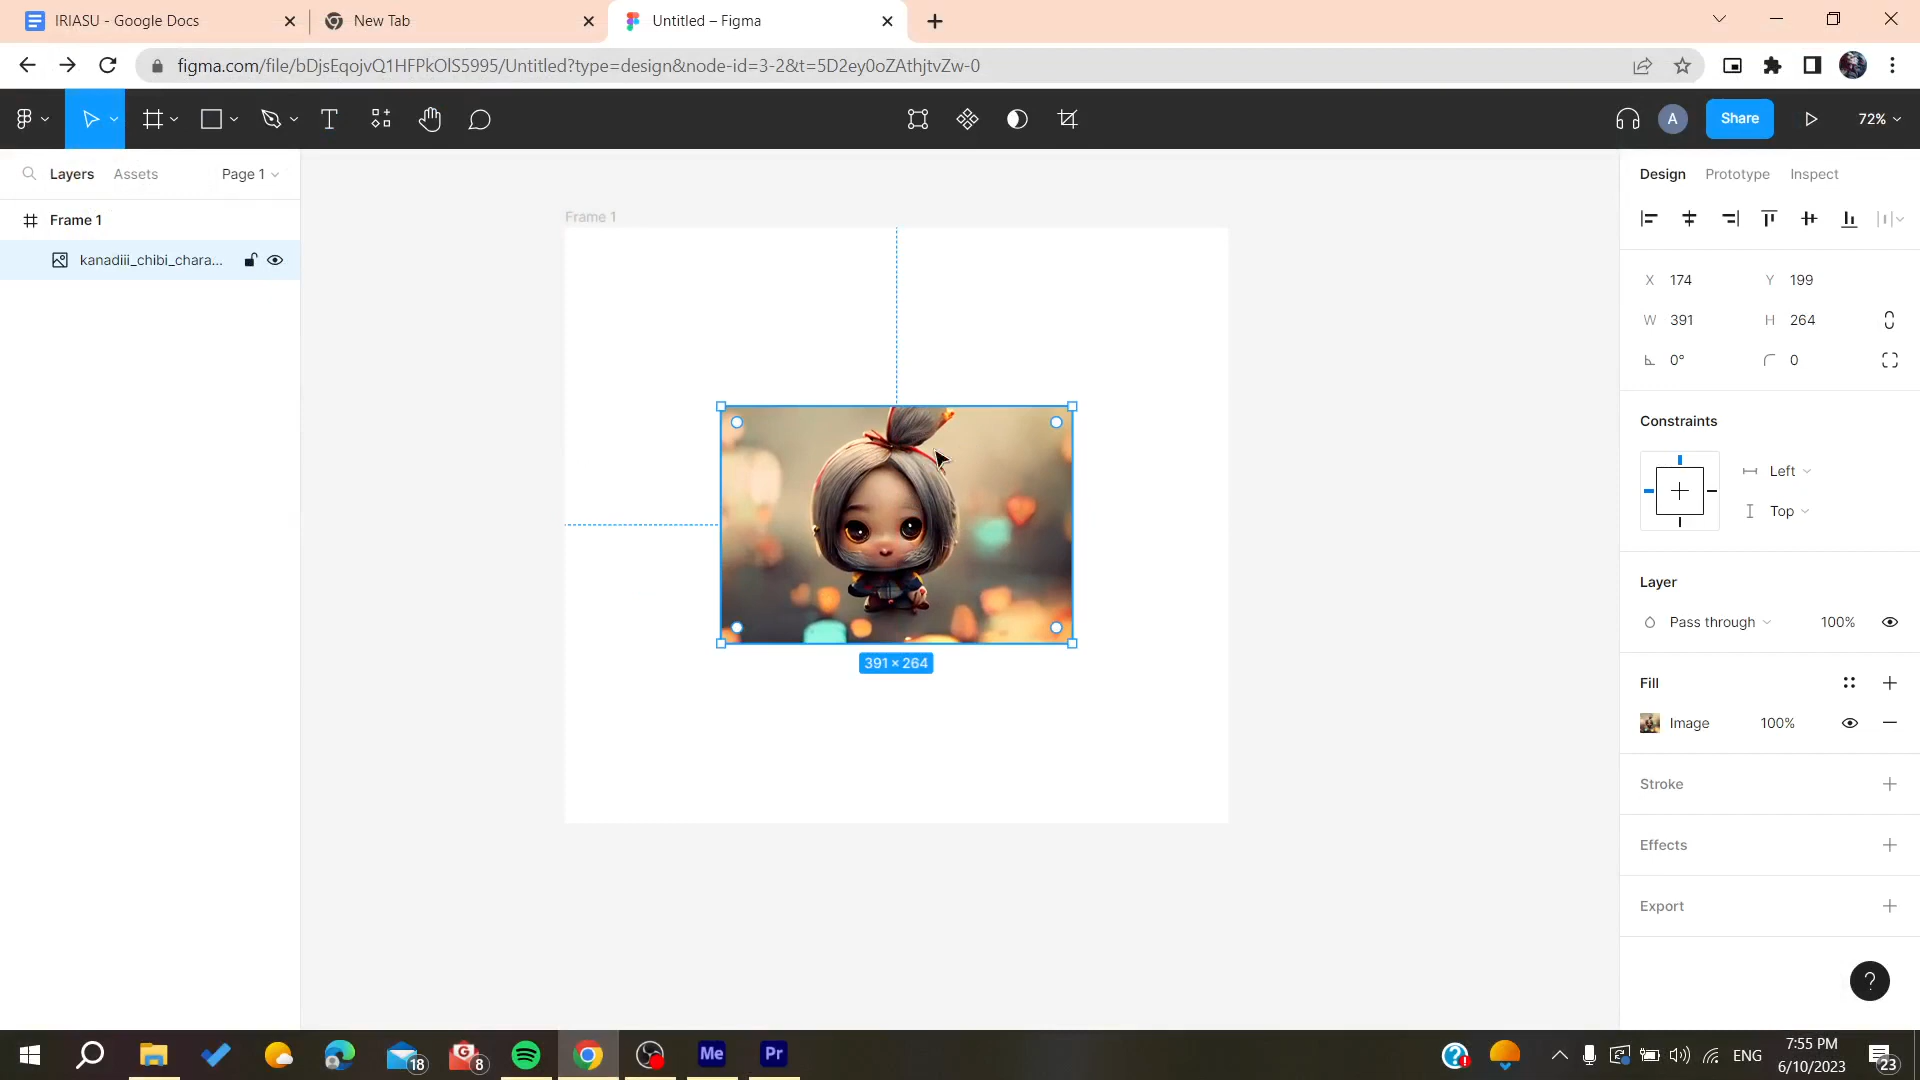 IRIASU - Google Docs
New Tab
Untitled – Figma
figma.com/file/bDjsEqojvQ1HFPkOlS5995/Untitled?type=design&node-id=3-2&t=5D2ey0oZAthjtvZw-0
A
Share
72%
Layers
Assets
Page 1
Design
Prototype
Inspect
Frame 1
Frame 1
kanadiii_chibi_chara...
X 174
Y 199
W 391
H 264
0°
0
Constraints
Left
Top
Layer
Pass through
100%
391 × 264
Fill
Image
100%
Stroke
Effects
Export
?
18
8
Me
Pr
ENG
7:55 PM
6/10/2023
23